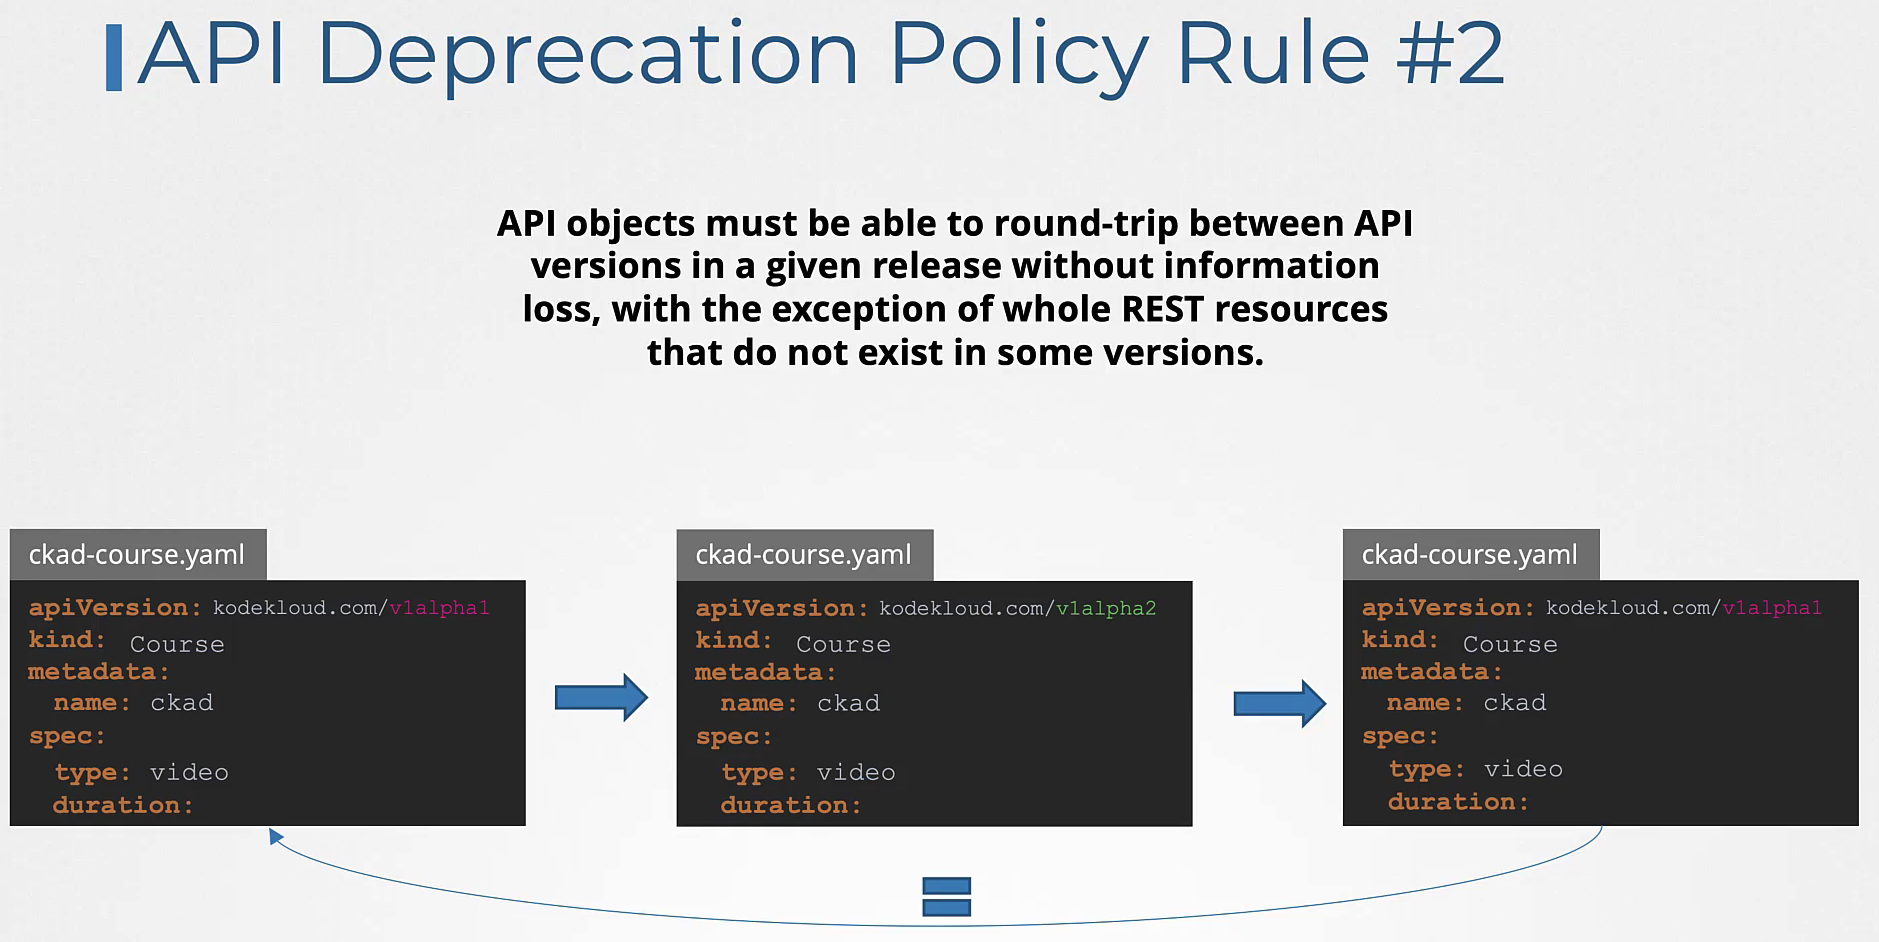 API Deprecation Policy Rule #2
API objects must be able to round-trip between API
versions in a given release without information
loss, with the exception of whole REST resources
that do not exist in some versions.
ckad-course.yaml
apiVersion: kodekloud.com/v1alpha1
kind: Course
metadata:
name: ckad
spec:
type: video
duration:
ckad-course.yaml
apiVersion: kodekloud.com/v1alpha2
kind: Course
metadata:
name: ckad
spec:
type: video
duration:
ckad-course.yaml
apiVersion: kodekloud.com/v1alpha1
kind: Course
metadata:
name: ckad
spec:
type: video
duration: